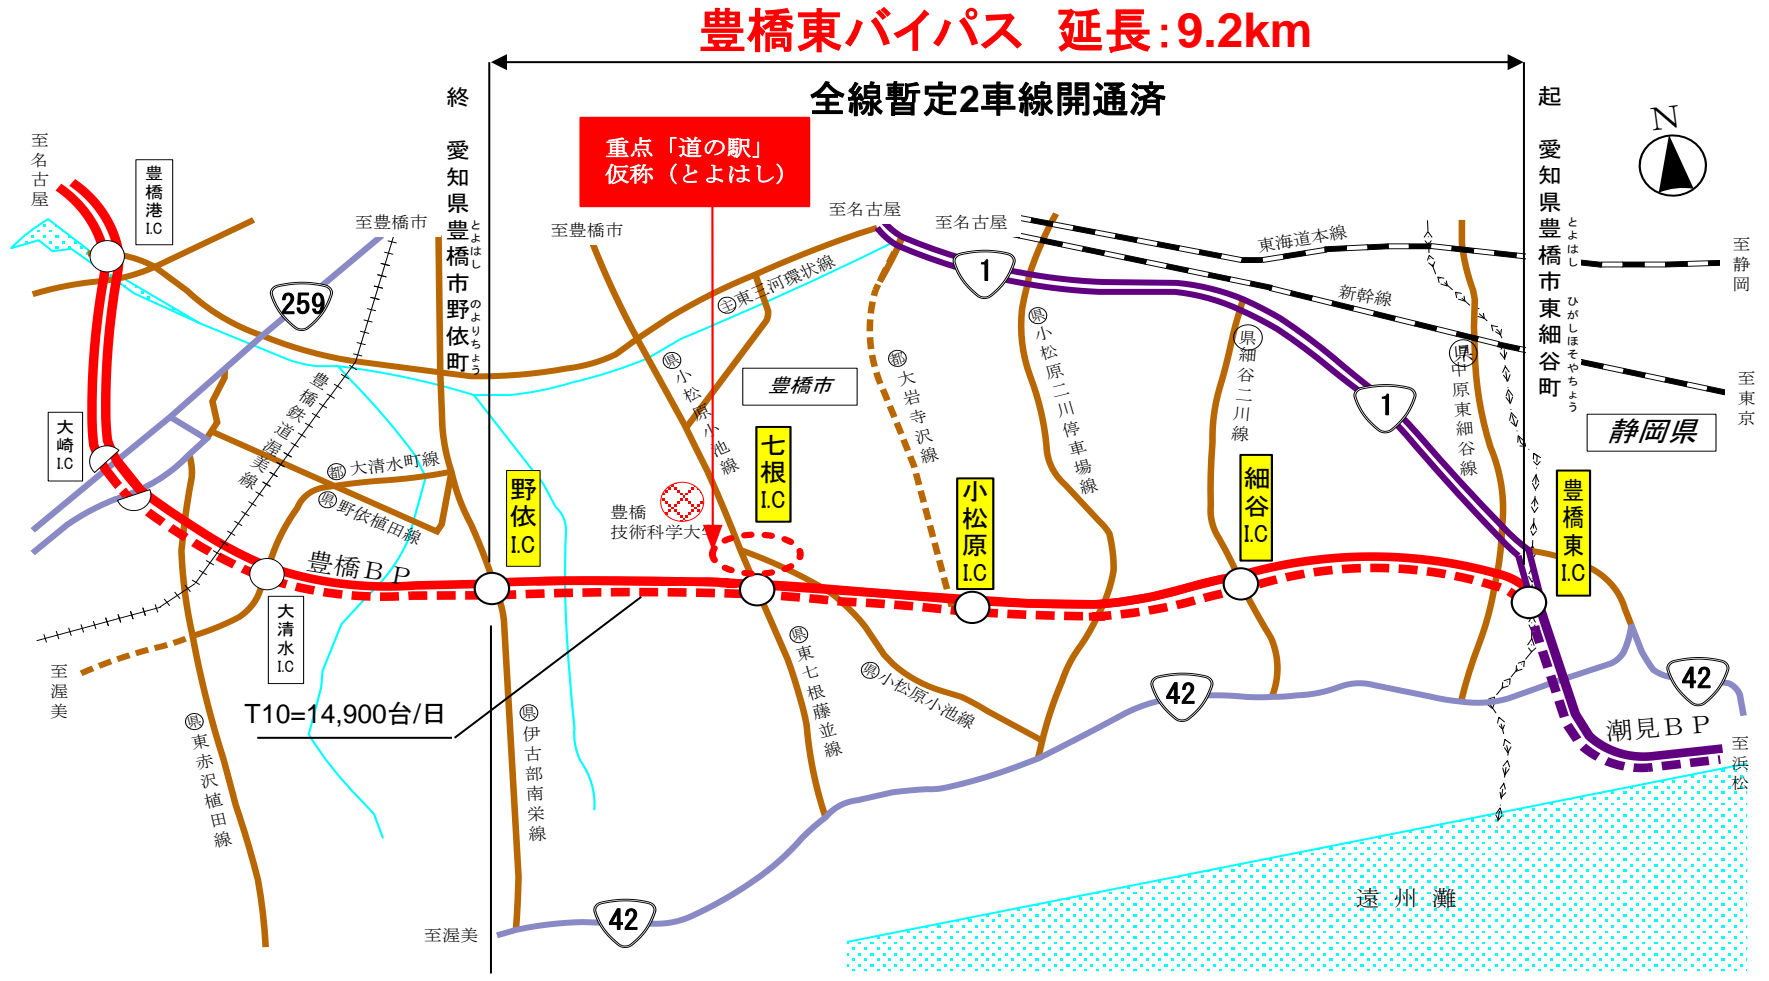 豊橋東バイパス 延長:9.2km
全線暫定2車線開通済
重点「道の駅」
仮称（とよはし）
終 愛知県豊橋市野依町
とよはし のよりちょう
起 愛知県豊橋市東細谷町
とよはし ひがしほそやちょう
N
至名古屋
豊橋港I.C
至豊橋市
至豊橋市
至名古屋
至名古屋
東海道本線
新幹線
至静岡
至東京
静岡県
259
1
1
主東三河環状線
県小松原小池線
豊橋市
都大岩寺沢線
県小松原二川停車場線
県細谷二川線
県中原東細谷線
大崎I.C
豊橋鉄道渥美線
都大清水町線
県野依植田線
野依I.C
豊橋
技術科学大学
七根I.C
小松原I.C
細谷I.C
豊橋東I.C
豊橋BP
大清水I.C
至渥美
T10=14,900台/日
県東赤沢植田線
県伊古部南栄線
県東七根藤並線
県小松原小池線
42
42
42
潮見BP
至浜松
遠州灘
至渥美